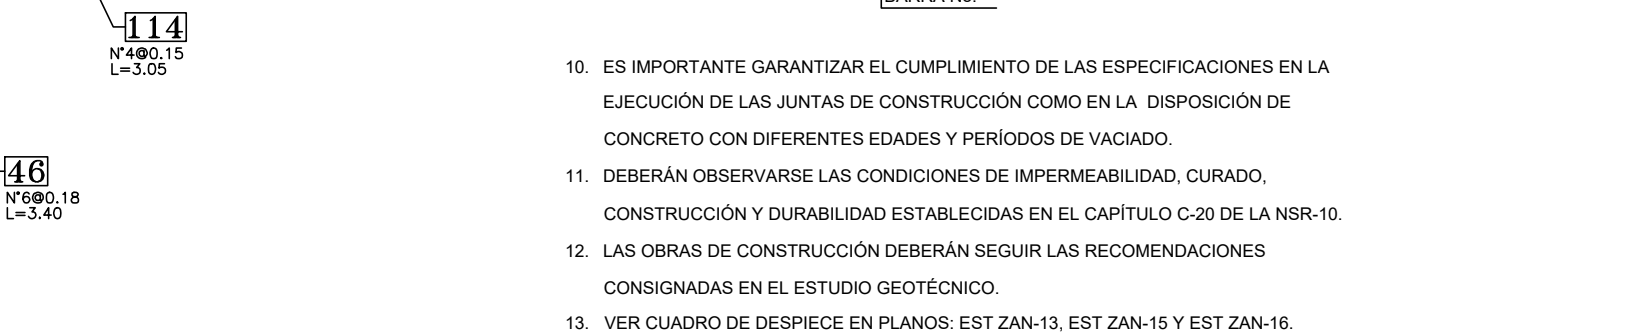 114
N°4@0.15
L=3.05
46
N°6@0.18
L=3.40
BARRA No.
10. ES IMPORTANTE GARANTIZAR EL CUMPLIMIENTO DE LAS ESPECIFICACIONES EN LA
EJECUCIÓN DE LAS JUNTAS DE CONSTRUCCIÓN COMO EN LA DISPOSICIÓN DE
CONCRETO CON DIFERENTES EDADES Y PERÍODOS DE VACIADO.
11. DEBERÁN OBSERVARSE LAS CONDICIONES DE IMPERMEABILIDAD, CURADO,
CONSTRUCCIÓN Y DURABILIDAD ESTABLECIDAS EN EL CAPÍTULO C-20 DE LA NSR-10.
12. LAS OBRAS DE CONSTRUCCIÓN DEBERÁN SEGUIR LAS RECOMENDACIONES
CONSIGNADAS EN EL ESTUDIO GEOTÉCNICO.
13. VER CUADRO DE DESPIECE EN PLANOS: EST ZAN-13, EST ZAN-15 Y EST ZAN-16.